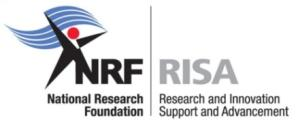 NRF RISA
National Research
Foundation
Research and Innovation
Support and Advancement